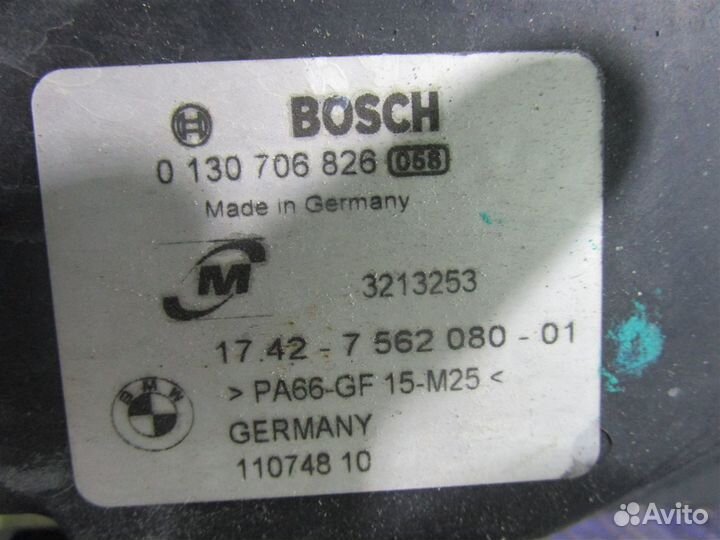 BOSCH
0 130 706 826 058
Made in Germany
M
3213253
17.42 - 7 562 080 - 01
BMW
> PA66-GF 15-M25 <
GERMANY
110748 10
Avito